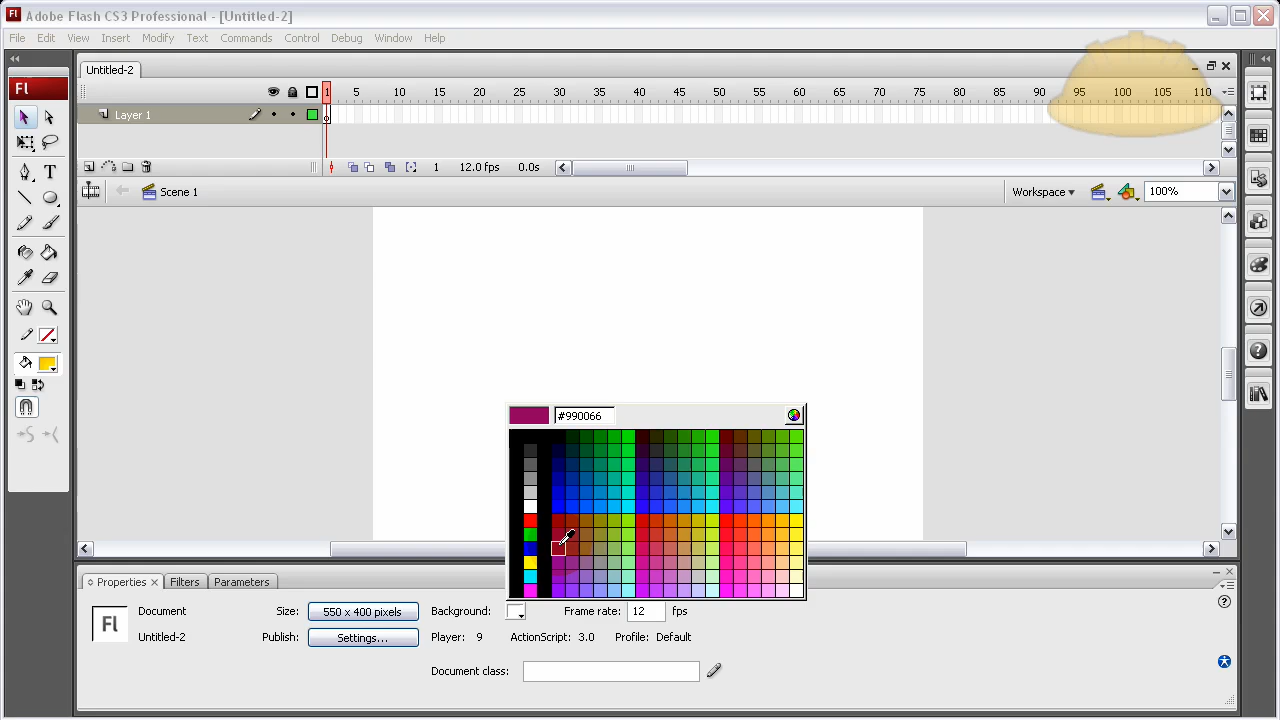 Fl Adobe Flash CS3 Professional - [Untitled-2]
File Edit View Insert Modify Text Commands Control Debug Window Help
Untitled-2
Fl
1 5 10 15 20 25 30 35 40 45 50 55 60 65 70 75 80 85 90 95 100 105 110
Layer 1
1 12.0 fps 0.0s
Scene 1 Workspace 100%
T
#990066
Properties Filters Parameters
Fl Document Size: 550 x 400 pixels Background: Frame rate: 12 fps
Untitled-2 Publish: Settings... Player: 9 ActionScript: 3.0 Profile: Default
Document class: